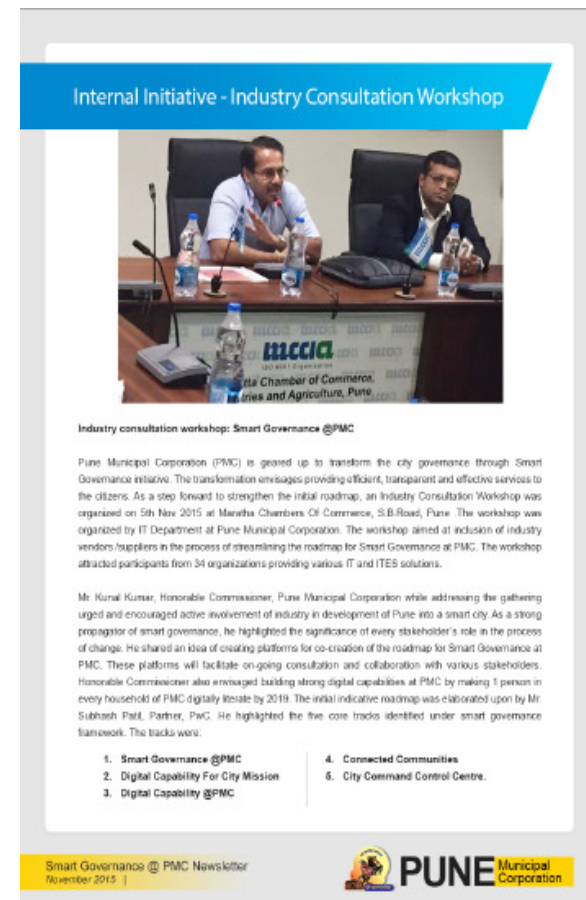 Internal Initiative - Industry Consultation Workshop
mccia
ISO 9001 Organisation
tta Chamber of Commerce,
tries and Agriculture, Pune
Industry consultation workshop: Smart Governance @PMC
Pune Municipal Corporation (PMC) is geared up to transform the city governance through Smart
Governance initiative. The transformation envisages providing efficient, transparent and effective services to
the citizens. As a step forward to strengthen the initial roadmap, an Industry Consultation Workshop was
organized on 5th Nov 2015 at Maratha Chambers Of Commerce, S.B.Road, Pune .The workshop was
organized by IT Department at Pune Municipal Corporation. The workshop aimed at inclusion of industry
vendors /suppliers in the process of streamlining the roadmap for Smart Governance at PMC. The workshop
attracted participants from 34 organizations providing various IT and ITES solutions.
Mr. Kunal Kumar, Honorable Commissioner, Pune Municipal Corporation while addressing the gathering
urged and encouraged active involvement of industry in development of Pune into a smart city. As a strong
propagator of smart governance, he highlighted the significance of every stakeholder's role in the process
of change. He shared an idea of creating platforms for co-creation of the roadmap for Smart Governance at
PMC. These platforms will facilitate on-going consultation and collaboration with various stakeholders.
Honorable Commissioner also envisaged building strong digital capabilities at PMC by making 1 person in
every household of PMC digitally literate by 2019. The initial indicative roadmap was elaborated upon by Mr.
Subhash Patil, Partner, PwC. He highlighted the five core tracks identified under smart governance
framework. The tracks were:
1. Smart Governance @PMC
2. Digital Capability For City Mission
3. Digital Capability @PMC
4. Connected Communities
5. City Command Control Centre.
Smart Governance @ PMC Newsletter
November 2015 |
PUNE Municipal
Corporation